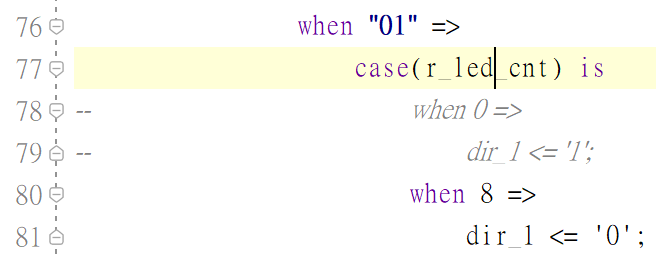 76 when "01" =>
77 case(r_led_cnt) is
78 -- when 0 =>
79 -- dir_1 <= '1';
80 when 8 =>
81 dir_1 <= '0';